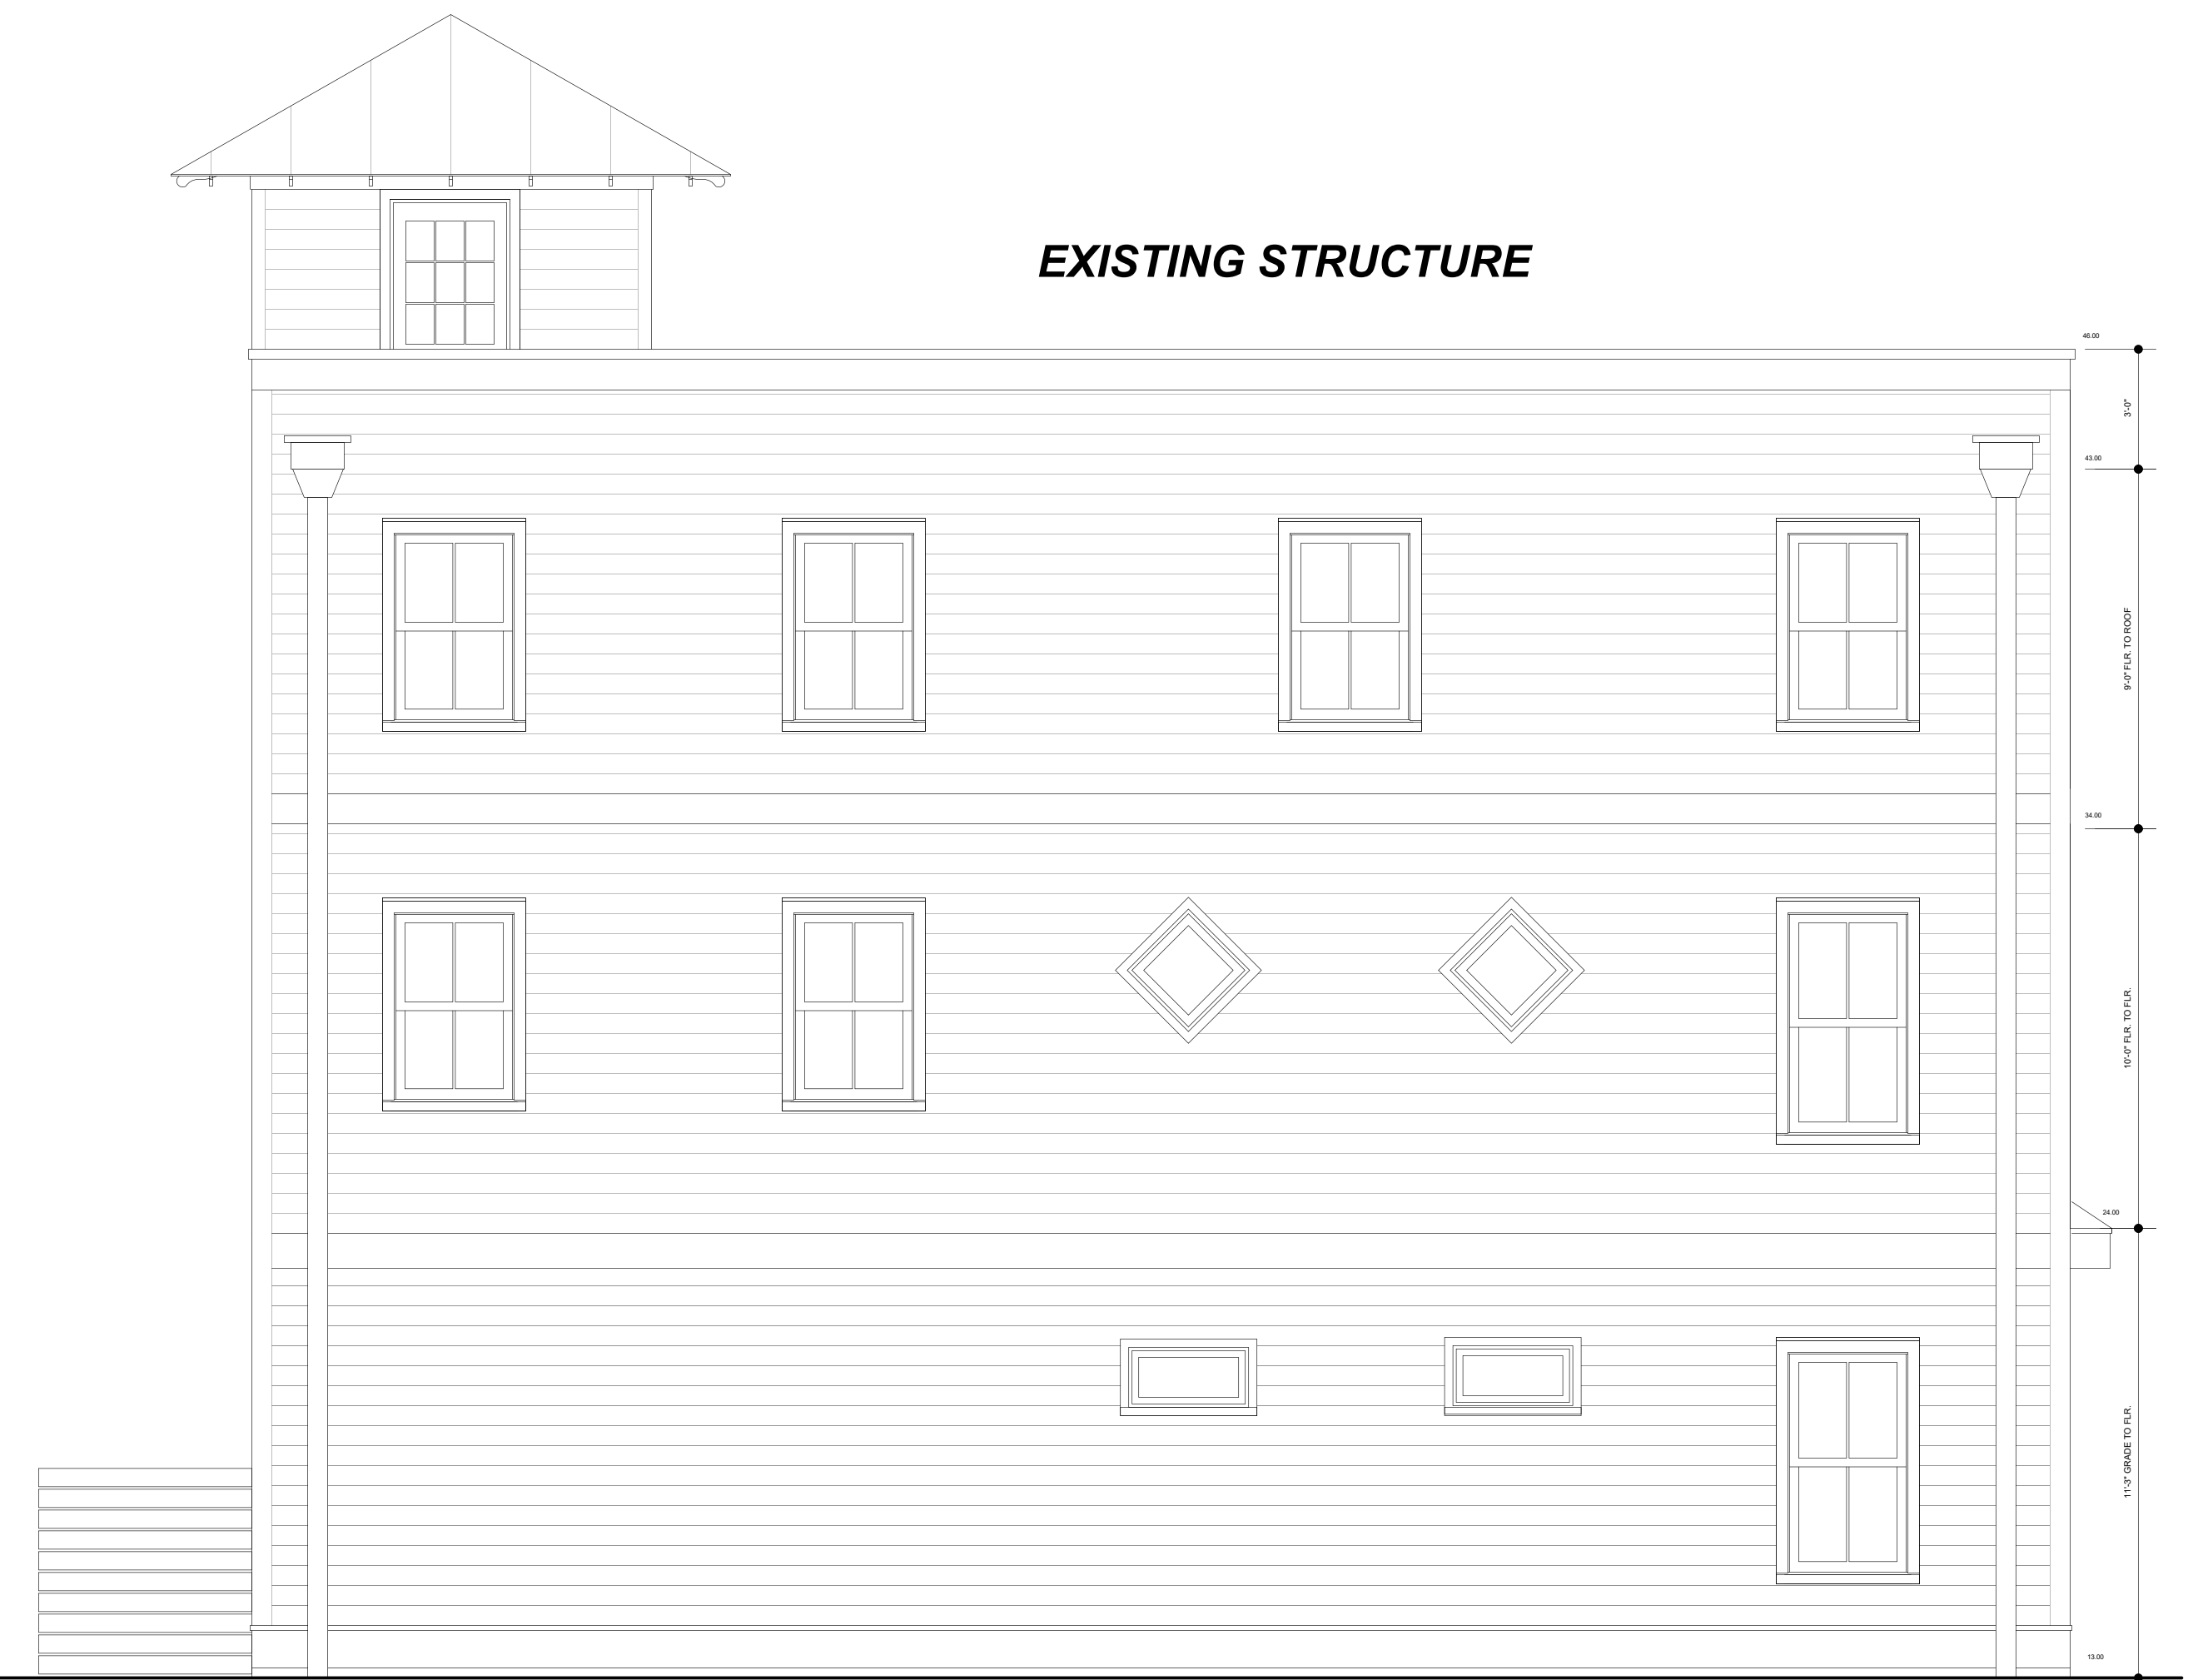 EXISTING STRUCTURE
46.00
3'-0"
43.00
9'-0" FLR. TO ROOF
34.00
10'-0" FLR. TO FLR.
24.00
11'-3" GRADE TO FLR.
13.00